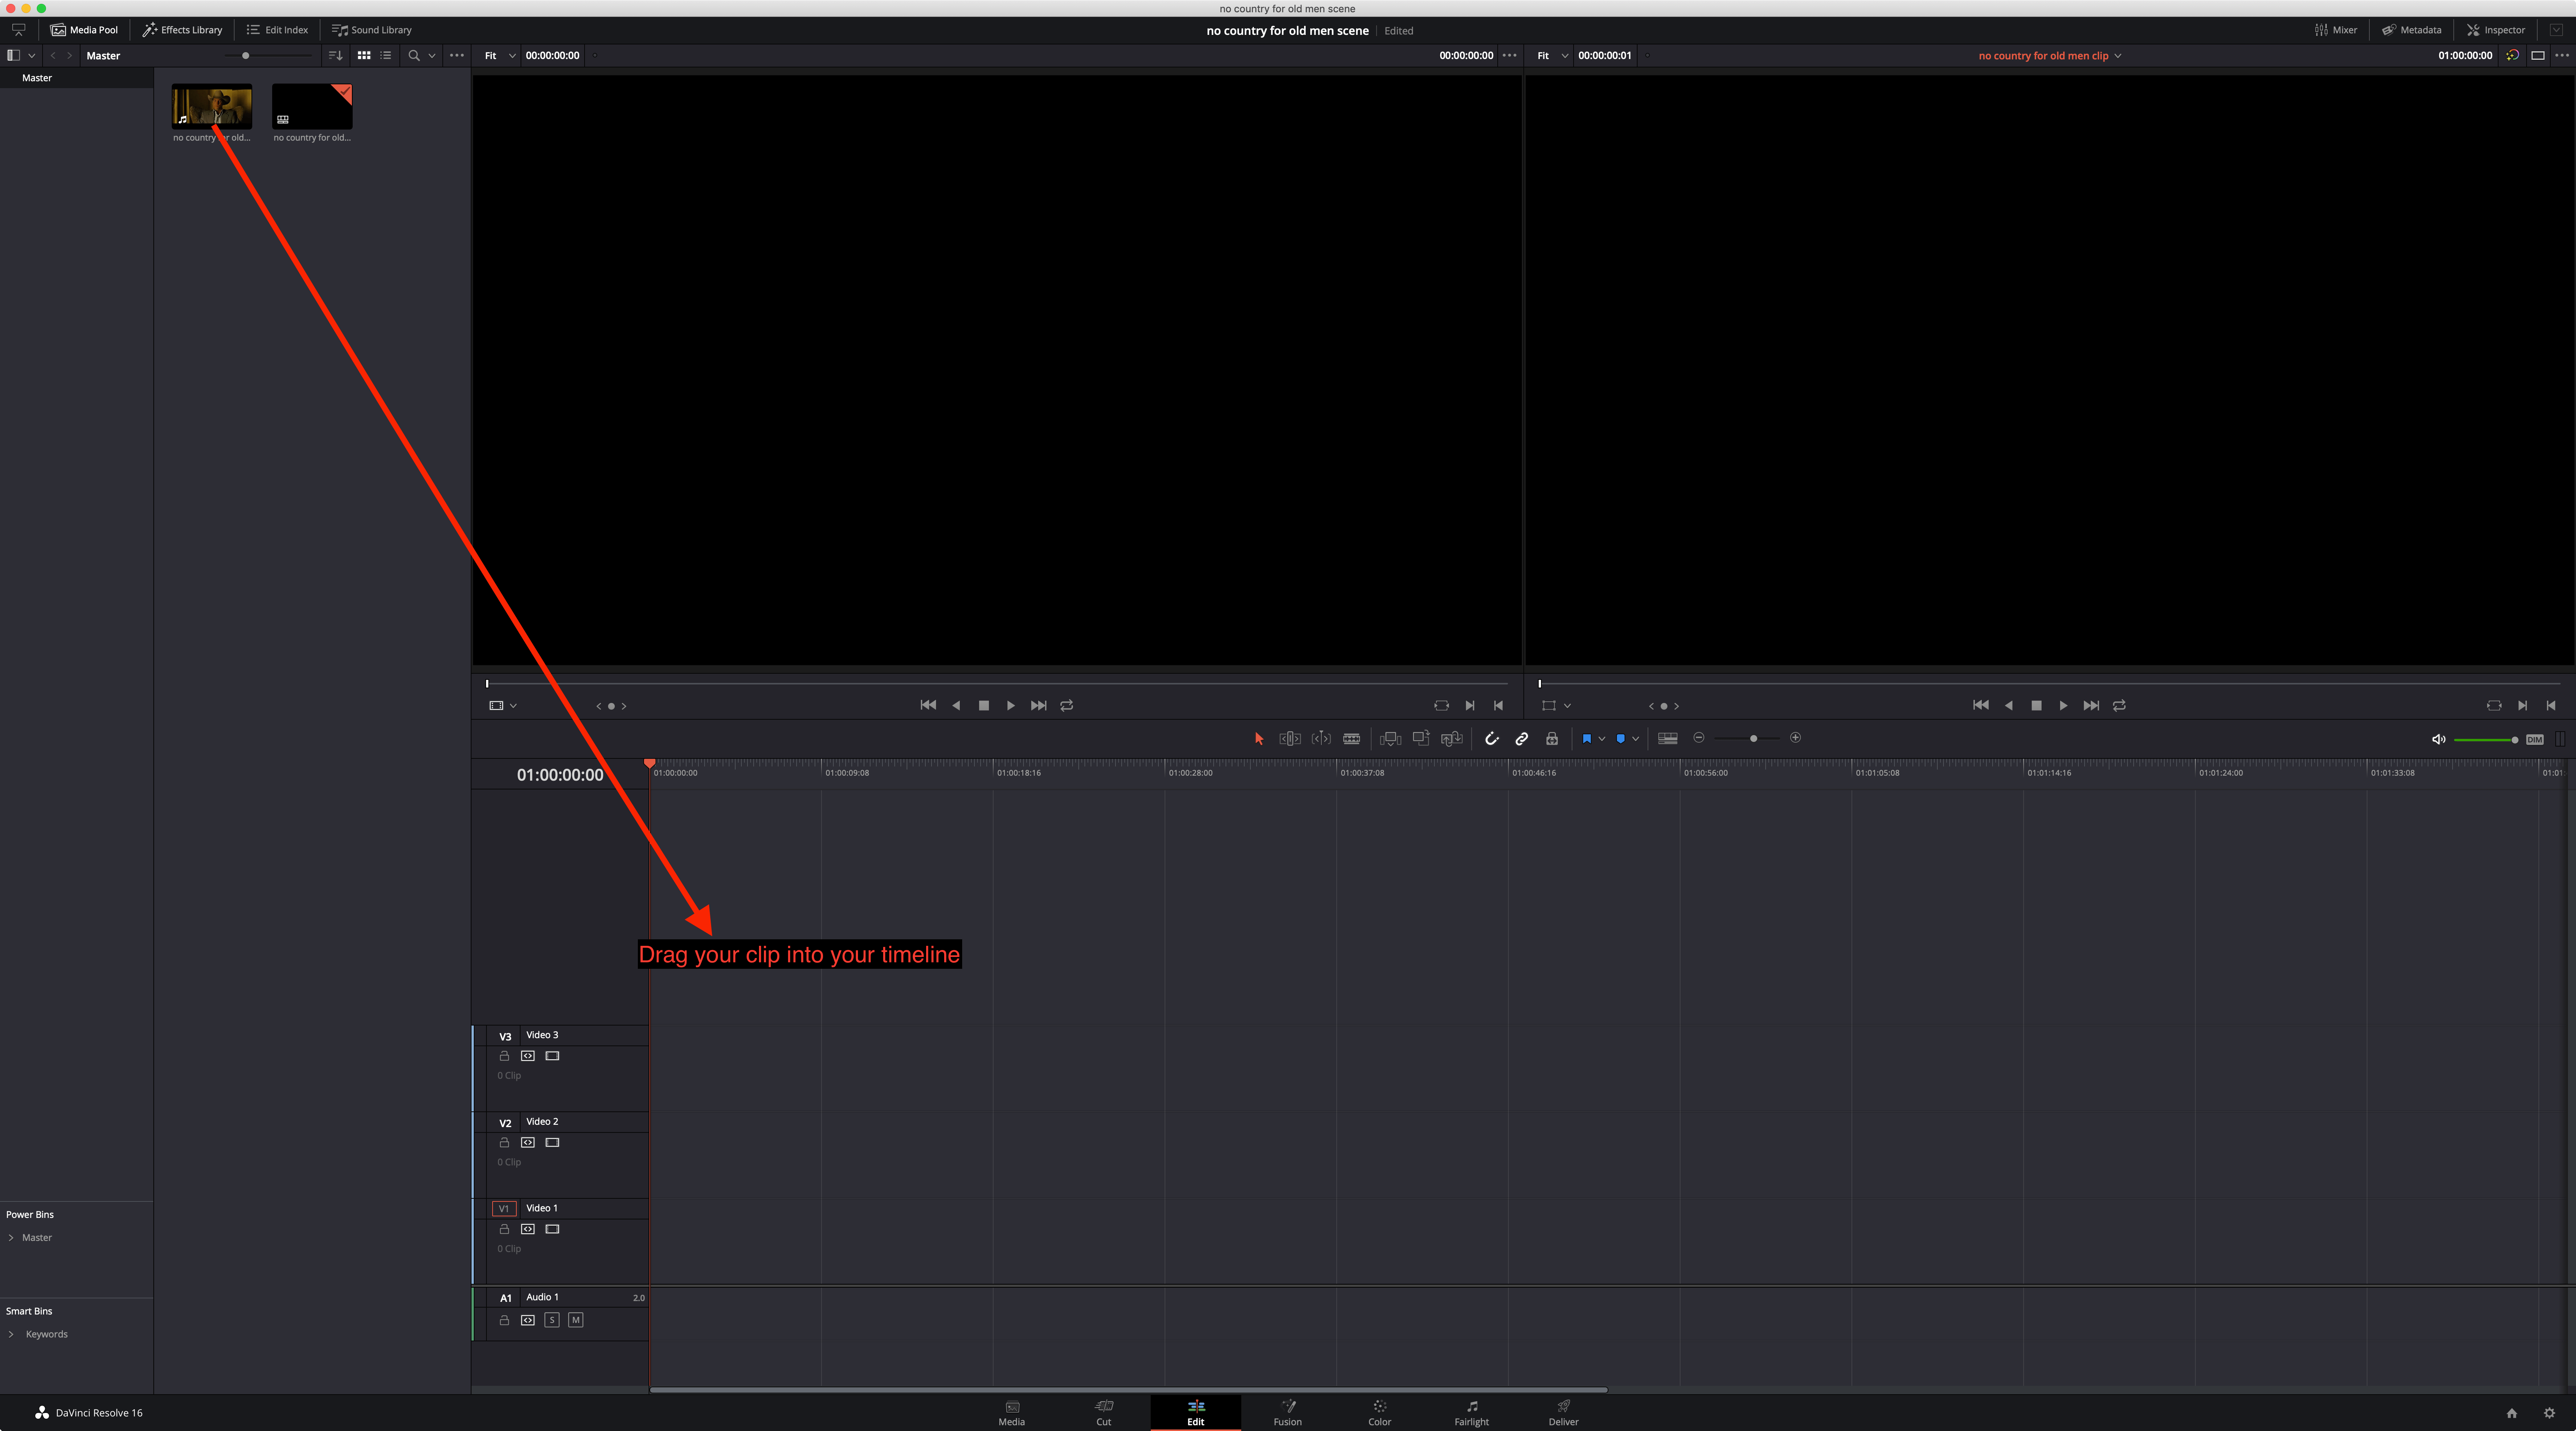 no country for old men scene
Media Pool
Effects Library
Edit Index
Sound Library
no country for old men scene
Edited
Mixer
Metadata
Inspector
Master
Fit
00:00:00:00
00:00:00:00
Fit
00:00:00:01
no country for old men clip
01:00:00:00
Master
no country for old...
no country for old...
DIM
01:00:00:00
01:00:00:00
01:00:09:08
01:00:18:16
01:00:28:00
01:00:37:08
01:00:46:16
01:00:56:00
01:01:05:08
01:01:14:16
01:01:24:00
01:01:33:08
01:01:
Drag your clip into your timeline
V3 Video 3
0 Clip
V2 Video 2
0 Clip
V1 Video 1
0 Clip
A1 Audio 1 2.0
S M
Power Bins
Master
Smart Bins
Keywords
DaVinci Resolve 16
Media
Cut
Edit
Fusion
Color
Fairlight
Deliver